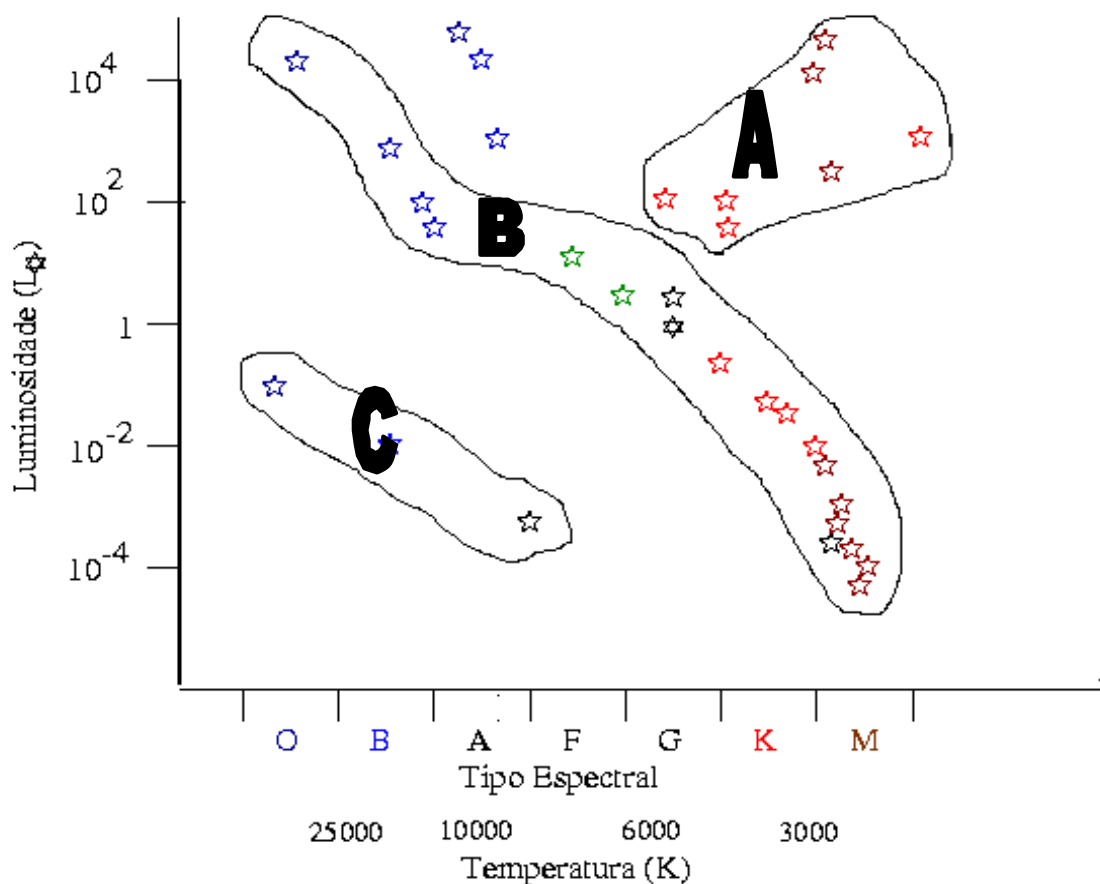 10^4
A
10^2
B
Luminosidade (L✡)
1
C
10^-2
10^-4
O B A F G K M
Tipo Espectral
25000 10000 6000 3000
Temperatura (K)